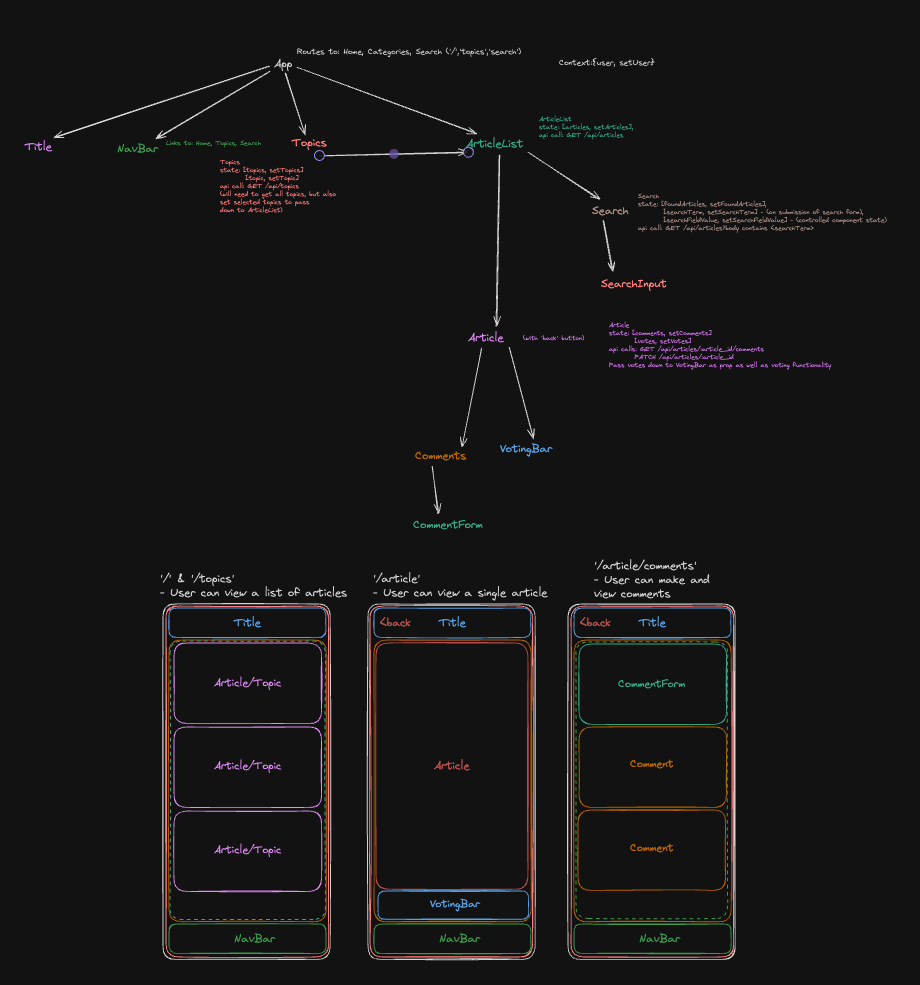 Routes to: Home, Categories, Search ('/','topics','search')
App
Context:{user, setUser}
Title
NavBar
Links to: Home, Topics, Search
Topics
Topics
state: [topics, setTopics]
[topic, setTopic]
api call: GET /api/topics
(will need to get all topics, but also
set selected topics to pass
down to ArticleList)
ArticleList
ArticleList
state: [articles, setArticles],
api call: GET /api/articles
Search
Search
state: [foundArticles, setFoundArticles],
[searchTerm, setSearchTerm] - (on submission of search form),
[searchFieldValue, setSearchFieldValue] - (controlled component state)
api call: GET /api/articles?body contains <searchTerm>
SearchInput
Article
(with 'back' button)
Article
state: [comments, setComments]
[votes, setVotes]
api calls: GET /api/articles/:article_id/comments
PATCH /api/articles/:article_id
Pass votes down to VotingBar as prop as well as voting functionality
Comments
VotingBar
CommentForm
'/' & '/topics'
- User can view a list of articles
Title
Article/Topic
Article/Topic
Article/Topic
NavBar
'/article'
- User can view a single article
<back
Title
Article
VotingBar
NavBar
'/article/comments'
- User can make and
view comments
<back
Title
CommentForm
Comment
Comment
NavBar